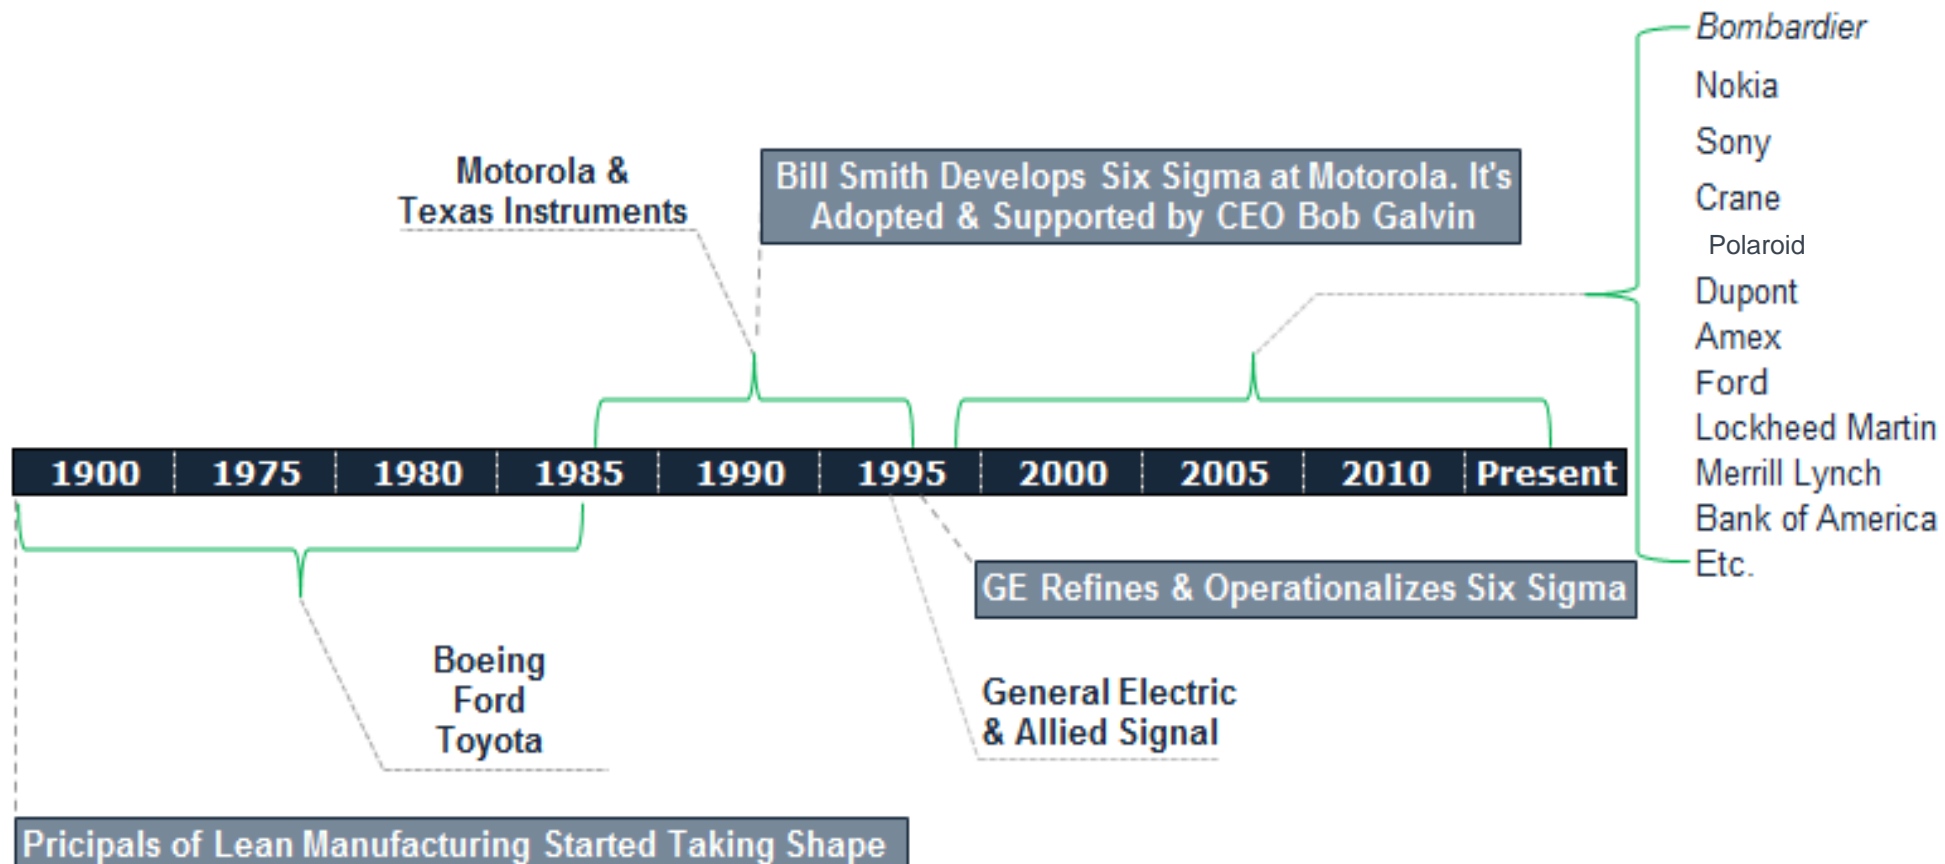 Bombardier
Nokia
Sony
Crane
Polaroid
Dupont
Amex
Ford
Lockheed Martin
Merrill Lynch
Bank of America
Etc.
Motorola &
Texas Instruments
Bill Smith Develops Six Sigma at Motorola. It's
Adopted & Supported by CEO Bob Galvin
1900 1975 1980 1985 1990 1995 2000 2005 2010 Present
GE Refines & Operationalizes Six Sigma
Boeing
Ford
Toyota
General Electric
& Allied Signal
Pricipals of Lean Manufacturing Started Taking Shape